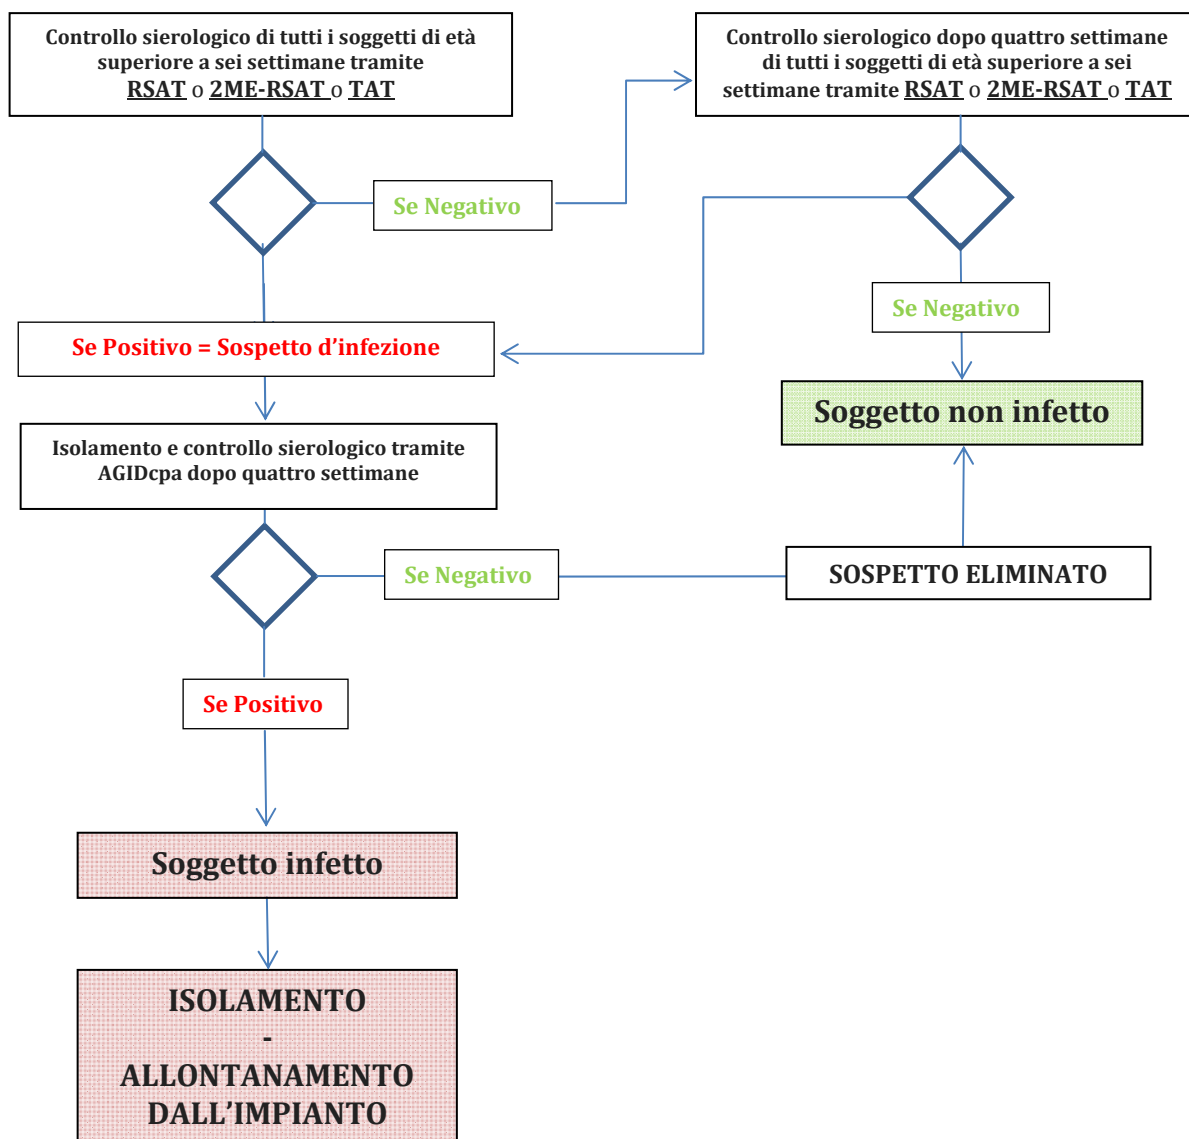 Controllo sierologico di tutti i soggetti di età
superiore a sei settimane tramite
RSAT o 2ME-RSAT o TAT
Controllo sierologico dopo quattro settimane
di tutti i soggetti di età superiore a sei
settimane tramite RSAT o 2ME-RSAT o TAT
Se Negativo
Se Negativo
Se Positivo = Sospetto d’infezione
Soggetto non infetto
Isolamento e controllo sierologico tramite
AGIDcpa dopo quattro settimane
Se Negativo
SOSPETTO ELIMINATO
Se Positivo
Soggetto infetto
ISOLAMENTO
-
ALLONTANAMENTO
DALL’IMPIANTO